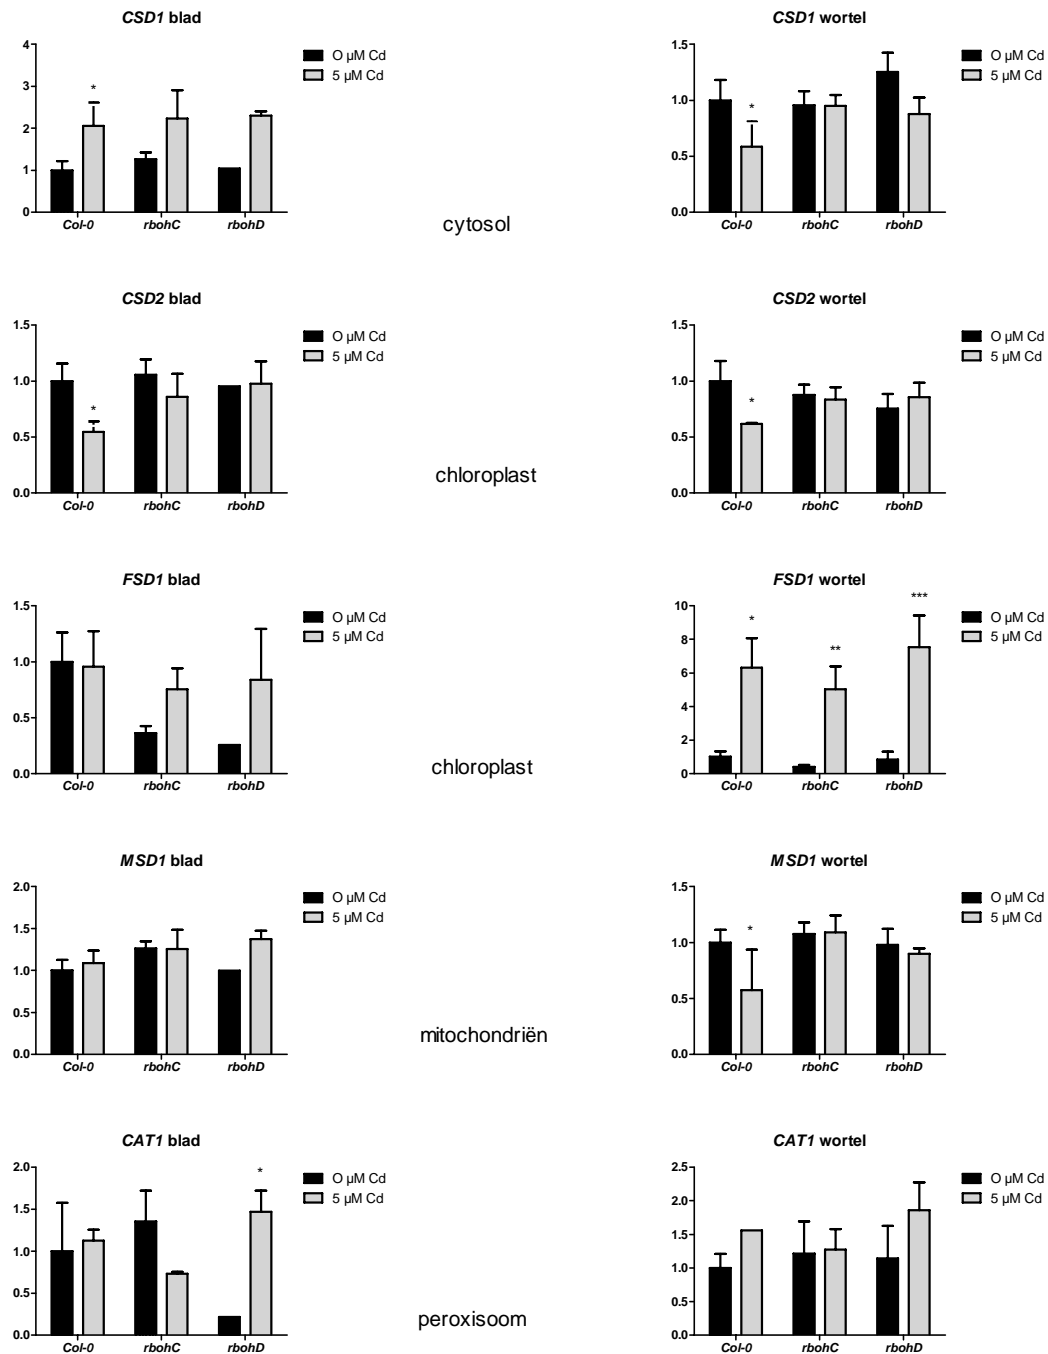 CSD1 blad
4
3
2
1
0
*
Col-0 rbohC rbohD
O µM Cd
5 µM Cd
cytosol
CSD1 wortel
1.5
1.0
0.5
0.0
*
Col-0 rbohC rbohD
O µM Cd
5 µM Cd
CSD2 blad
1.5
1.0
0.5
0.0
*
Col-0 rbohC rbohD
O µM Cd
5 µM Cd
chloroplast
CSD2 wortel
1.5
1.0
0.5
0.0
*
Col-0 rbohC rbohD
O µM Cd
5 µM Cd
FSD1 blad
1.5
1.0
0.5
0.0
Col-0 rbohC rbohD
O µM Cd
5 µM Cd
chloroplast
FSD1 wortel
10
8
6
4
2
0
* ** ***
Col-0 rbohC rbohD
O µM Cd
5 µM Cd
MSD1 blad
2.0
1.5
1.0
0.5
0.0
Col-0 rbohC rbohD
O µM Cd
5 µM Cd
mitochondriën
MSD1 wortel
1.5
1.0
0.5
0.0
*
Col-0 rbohC rbohD
O µM Cd
5 µM Cd
CAT1 blad
2.0
1.5
1.0
0.5
0.0
*
Col-0 rbohC rbohD
O µM Cd
5 µM Cd
peroxisoom
CAT1 wortel
2.5
2.0
1.5
1.0
0.5
0.0
Col-0 rbohC rbohD
O µM Cd
5 µM Cd